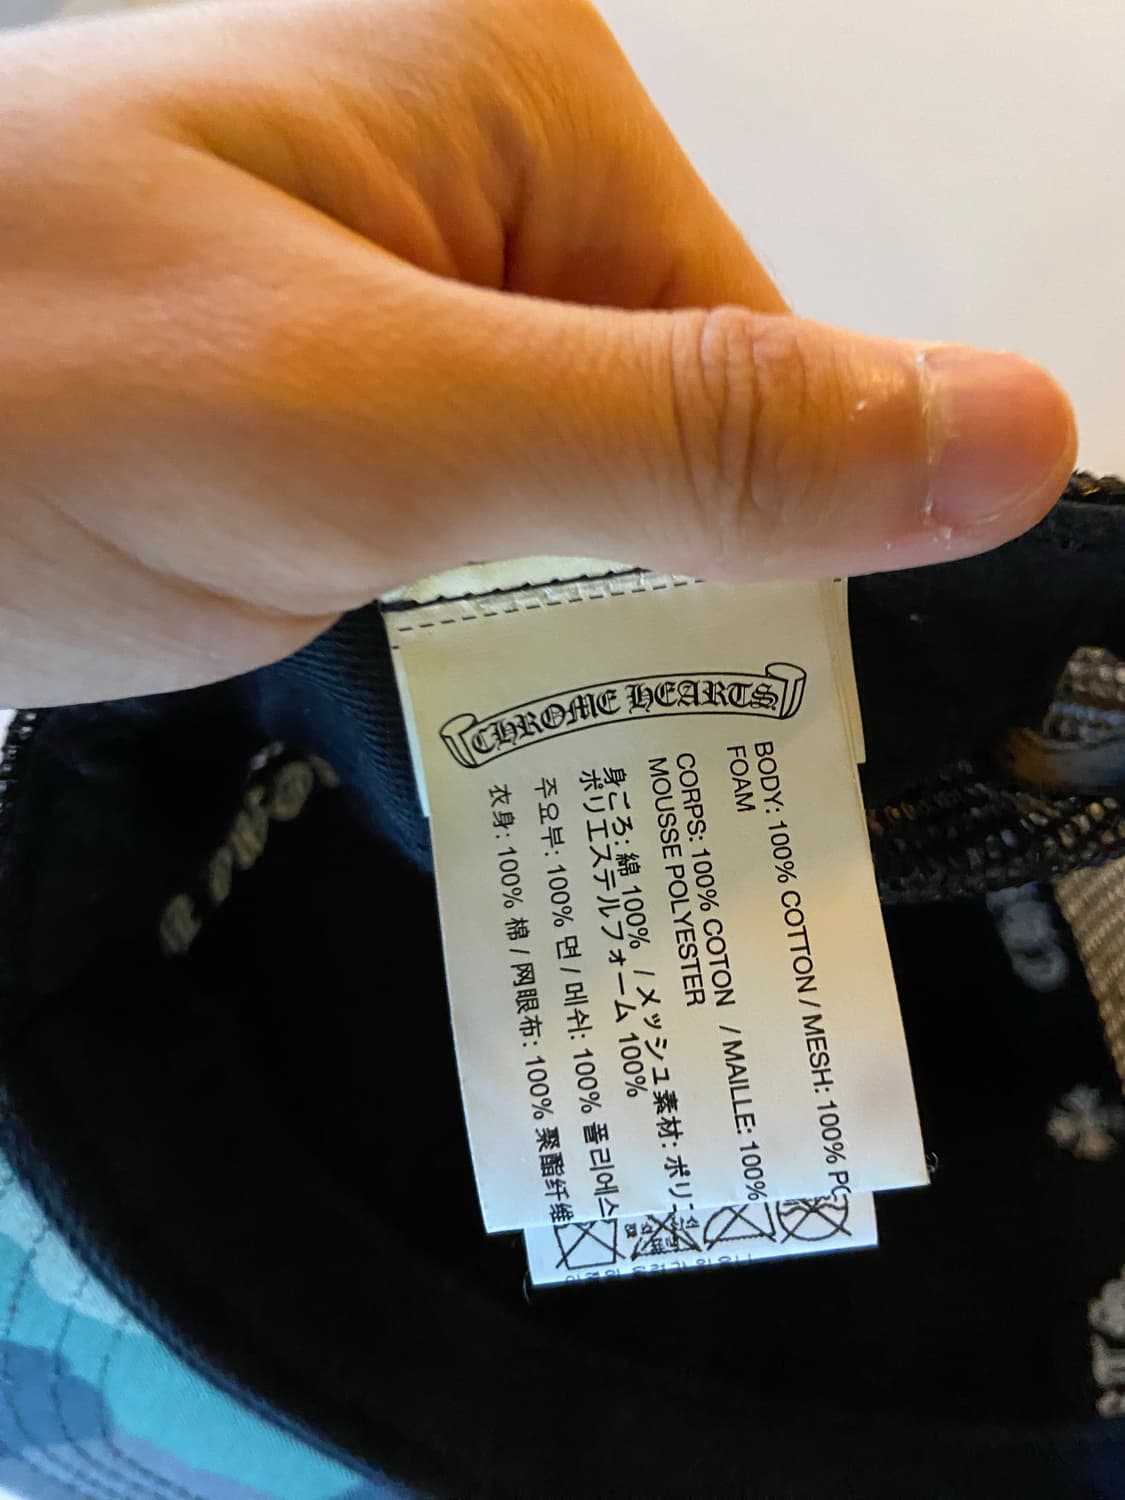 CHROME HEARTS
BODY: 100% COTTON / MESH: 100%
FOAM
CORPS: 100% COTON / MAILLE: 100%
MOUSSE POLYESTER
身ごろ: 綿 100% / メッシュ素材: ポリ
ポリエステルフォーム 100%
주요부: 100% 면 / 메쉬: 100% 폴리에스
衣身: 100% 棉 / 网眼布: 100% 聚酯纤维